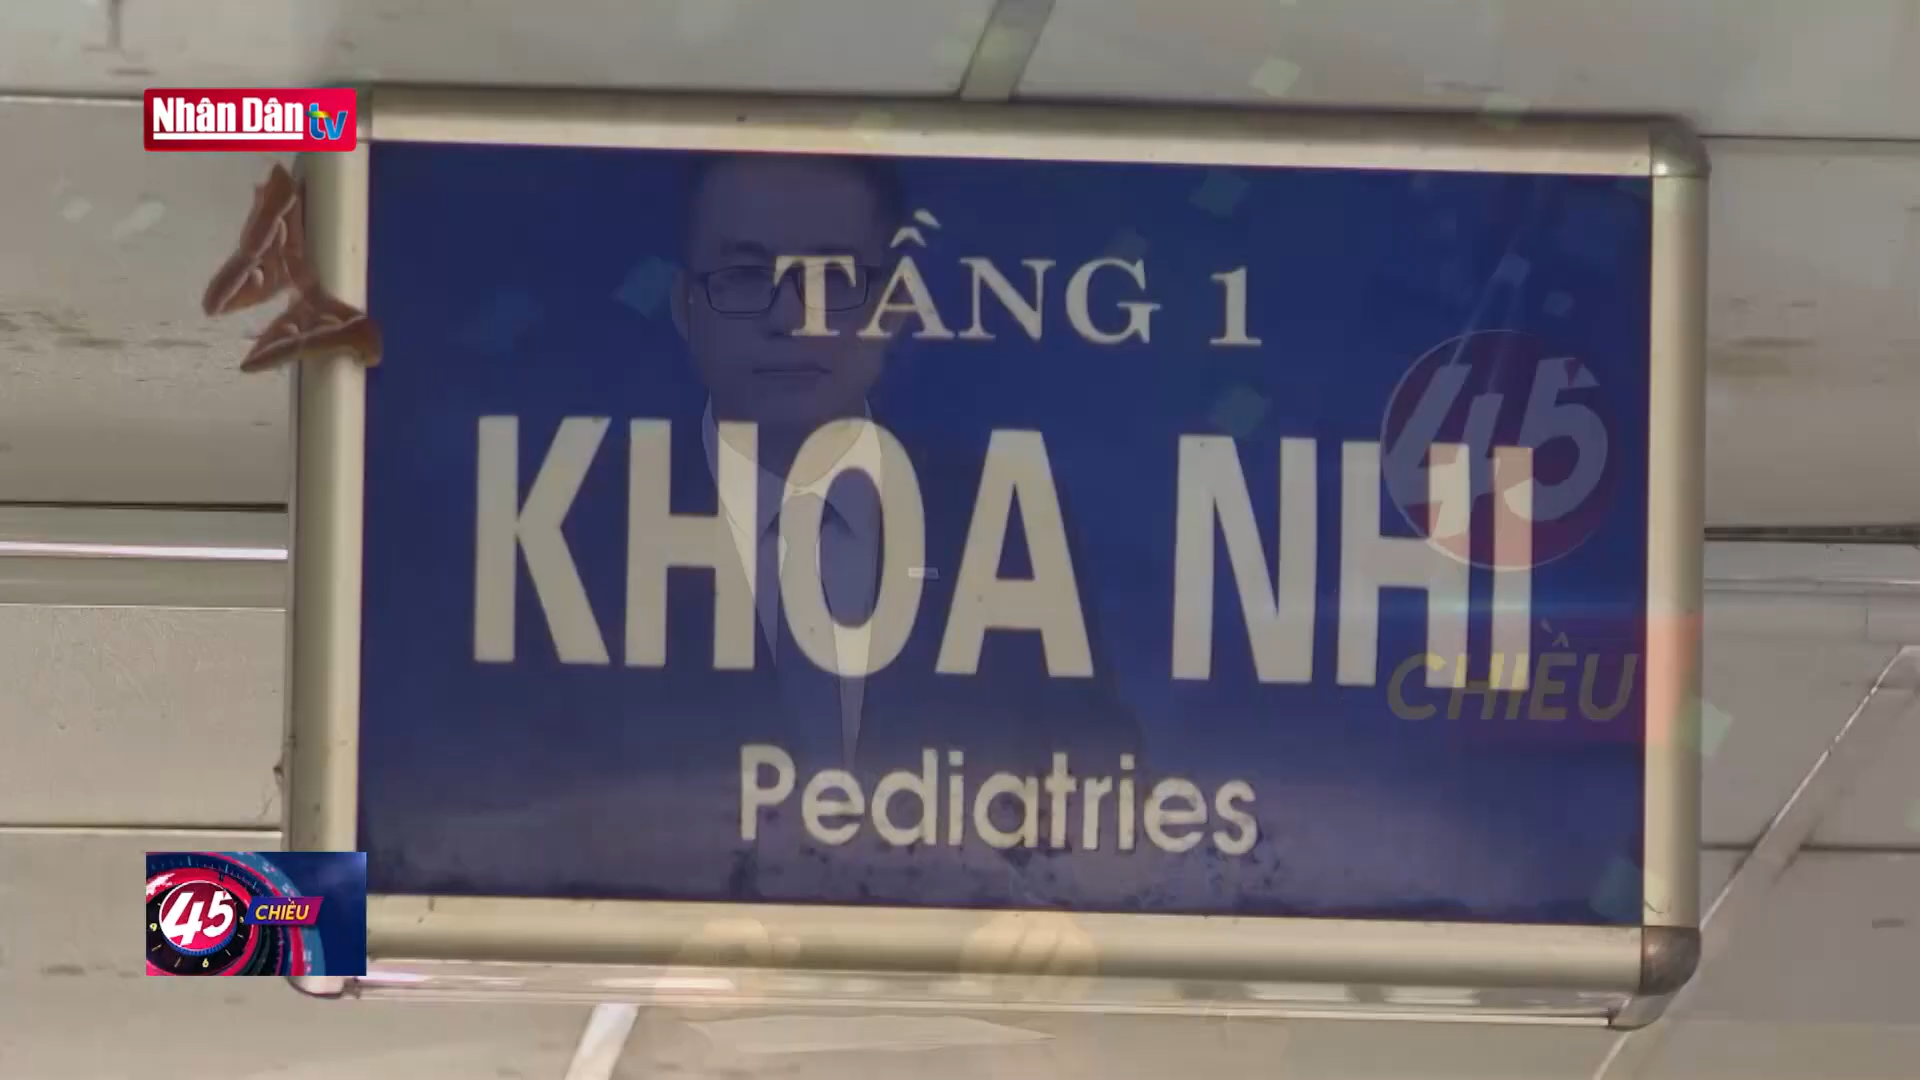 Nhân Dân tv
TẦNG 1
KHOA NHI
Pediatries
45
CHIỀU
45
CHIỀU